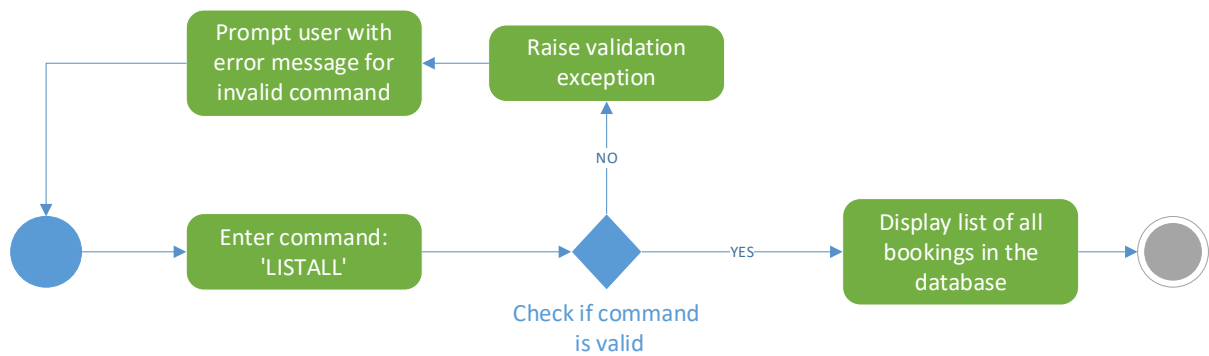 Prompt user with
error message for
invalid command
Raise validation
exception
NO
Enter command:
'LISTALL'
YES
Display list of all
bookings in the
database
Check if command
is valid